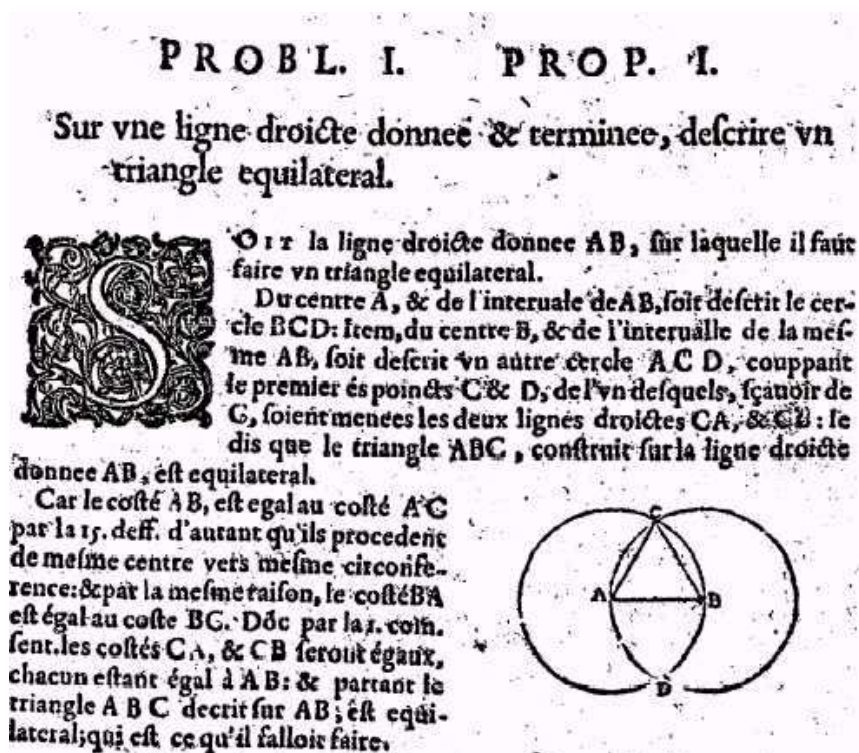 PROBL. I. PROP. I.
Sur vne ligne droicte donnee & terminee, deſcrire vn
triangle equilateral.
SOIT la ligne droicte donnee AB, ſur laquelle il faut
faire vn triangle equilateral.
Du centre A, & de l'interuale de AB, ſoit deſcrit le cer-
cle BCD: Item, du centre B, & de l'interualle de la meſ-
me AB, ſoit deſcrit vn autre cercle ACD, couppant
le premier és poincts C & D, de l'vn deſquels, ſçauoir de
C, ſoient menées les deux lignes droictes CA, & CB: Ie
dis que le triangle ABC, conſtruit ſur la ligne droicte
donnee AB, eſt equilateral.
Car le coſté AB, eſt egal au coſté AC
par la 15. deff. d'autant qu'ils procedent
de meſme centre vers meſme circonfe-
rence: & par la meſme raiſon, le coſté BA
eſt égal au coſte BC. Dõc par la 1. com.
ſent. les coſtés CA, & CB ſeront égaux,
chacun eſtant égal à AB: & partant le
triangle ABC decrit ſur AB, eſt equi-
lateral; qui eſt ce qu'il falloit faire.
C
A B
D